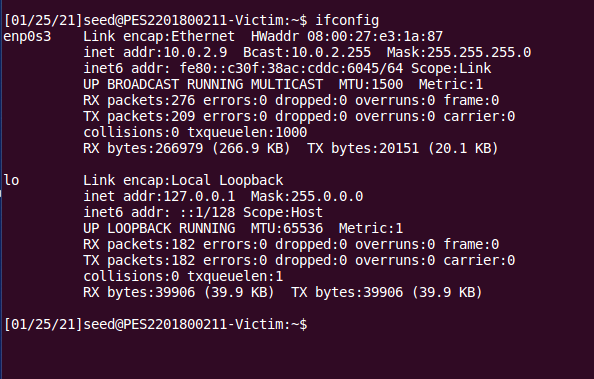 [01/25/21]seed@PES2201800211-Victim:~$ ifconfig
enp0s3    Link encap:Ethernet  HWaddr 08:00:27:e3:1a:87
          inet addr:10.0.2.9  Bcast:10.0.2.255  Mask:255.255.255.0
          inet6 addr: fe80::c30f:38ac:cddc:6045/64 Scope:Link
          UP BROADCAST RUNNING MULTICAST  MTU:1500  Metric:1
          RX packets:276 errors:0 dropped:0 overruns:0 frame:0
          TX packets:209 errors:0 dropped:0 overruns:0 carrier:0
          collisions:0 txqueuelen:1000
          RX bytes:266979 (266.9 KB)  TX bytes:20151 (20.1 KB)

lo        Link encap:Local Loopback
          inet addr:127.0.0.1  Mask:255.0.0.0
          inet6 addr: ::1/128 Scope:Host
          UP LOOPBACK RUNNING  MTU:65536  Metric:1
          RX packets:182 errors:0 dropped:0 overruns:0 frame:0
          TX packets:182 errors:0 dropped:0 overruns:0 carrier:0
          collisions:0 txqueuelen:1
          RX bytes:39906 (39.9 KB)  TX bytes:39906 (39.9 KB)

[01/25/21]seed@PES2201800211-Victim:~$